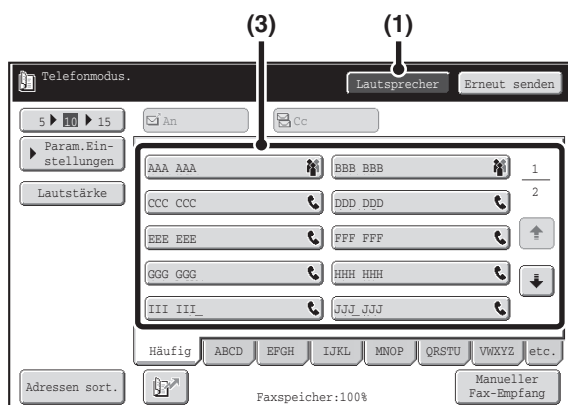 (3)
(1)
Telefonmodus.
Lautsprecher
Erneut senden
5 10 15
An
Cc
Param.Ein-
stellungen
Lautstärke
AAA AAA
BBB BBB
1
2
CCC CCC
DDD DDD
EEE EEE
FFF FFF
GGG GGG
HHH HHH
III III
JJJ JJJ
Häufig
ABCD
EFGH
IJKL
MNOP
QRSTU
VWXYZ
etc.
Adressen sort.
Faxspeicher:100%
Manueller
Fax-Empfang